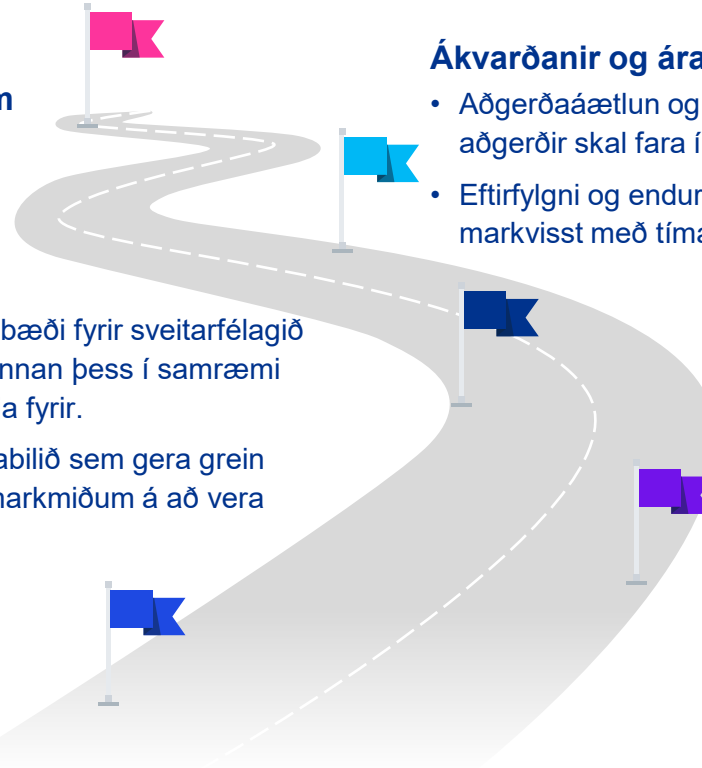 Ákvarðanir og ára
• Aðgerðaáætlun og
aðgerðir skal fara í
• Eftirfylgni og endur
markvisst með tíma
bæði fyrir sveitarfélagið
nnan þess í samræmi
a fyrir.
abilið sem gera grein
narkmiðum á að vera